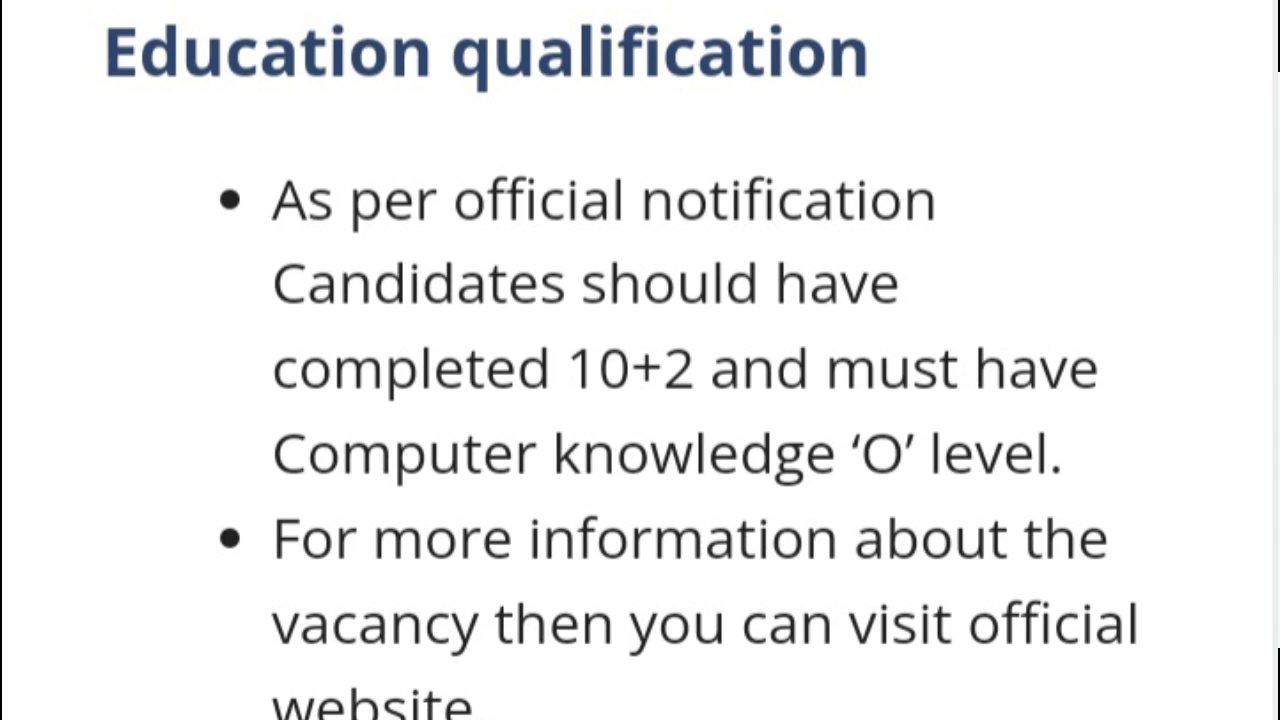 Education qualification
• As per official notification
Candidates should have
completed 10+2 and must have
Computer knowledge ‘O’ level.
• For more information about the
vacancy then you can visit official
website.